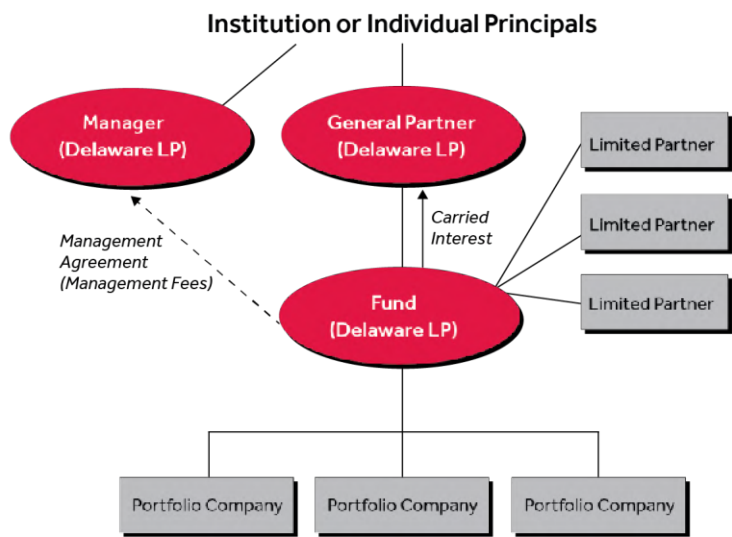 Institution or Individual Principals
Manager
(Delaware LP)
General Partner
(Delaware LP)
Limited Partner
Limited Partner
Limited Partner
Management
Agreement
(Management Fees)
Carried
Interest
Fund
(Delaware LP)
Portfolio Company
Portfolio Company
Portfolio Company